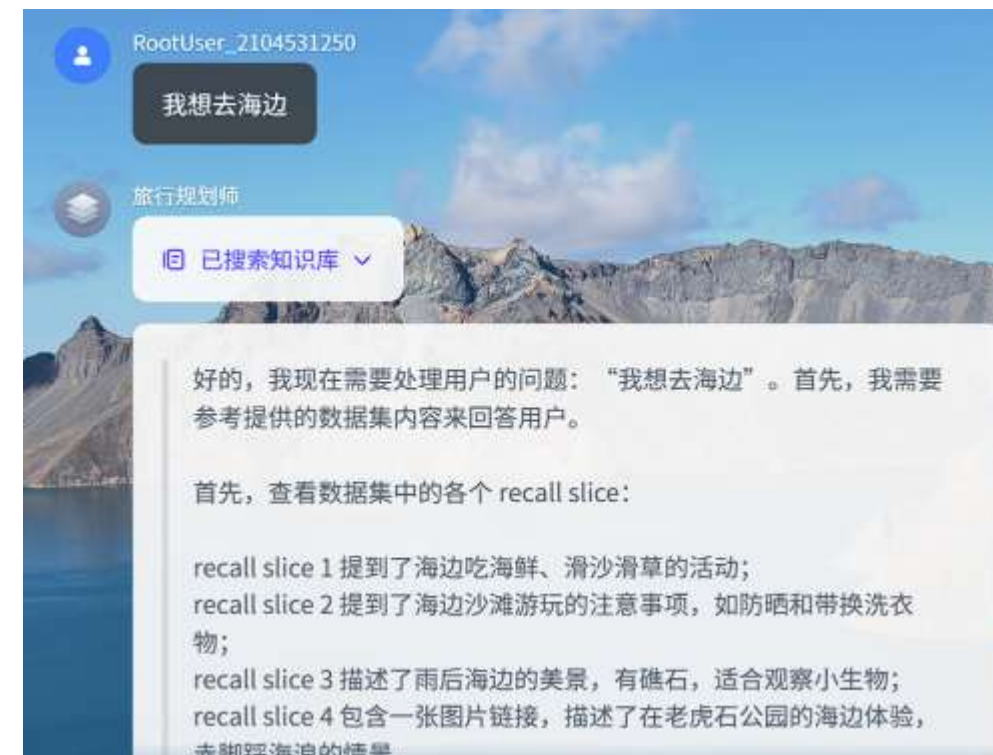 RootUser_2104531250
我想去海边
旅行规划师
已搜索知识库
好的，我现在需要处理用户的问题：“我想去海边”。首先，我需要
参考提供的数据集内容来回答用户。
首先，查看数据集中的各个 recall slice：
recall slice 1 提到了海边吃海鲜、滑沙滑草的活动；
recall slice 2 提到了海边沙滩游玩的注意事项，如防晒和带换洗衣
物；
recall slice 3 描述了雨后海边的美景，有礁石，适合观察小生物；
recall slice 4 包含一张图片链接，描述了在老虎石公园的海边体验，
赤脚踩海浪的情景